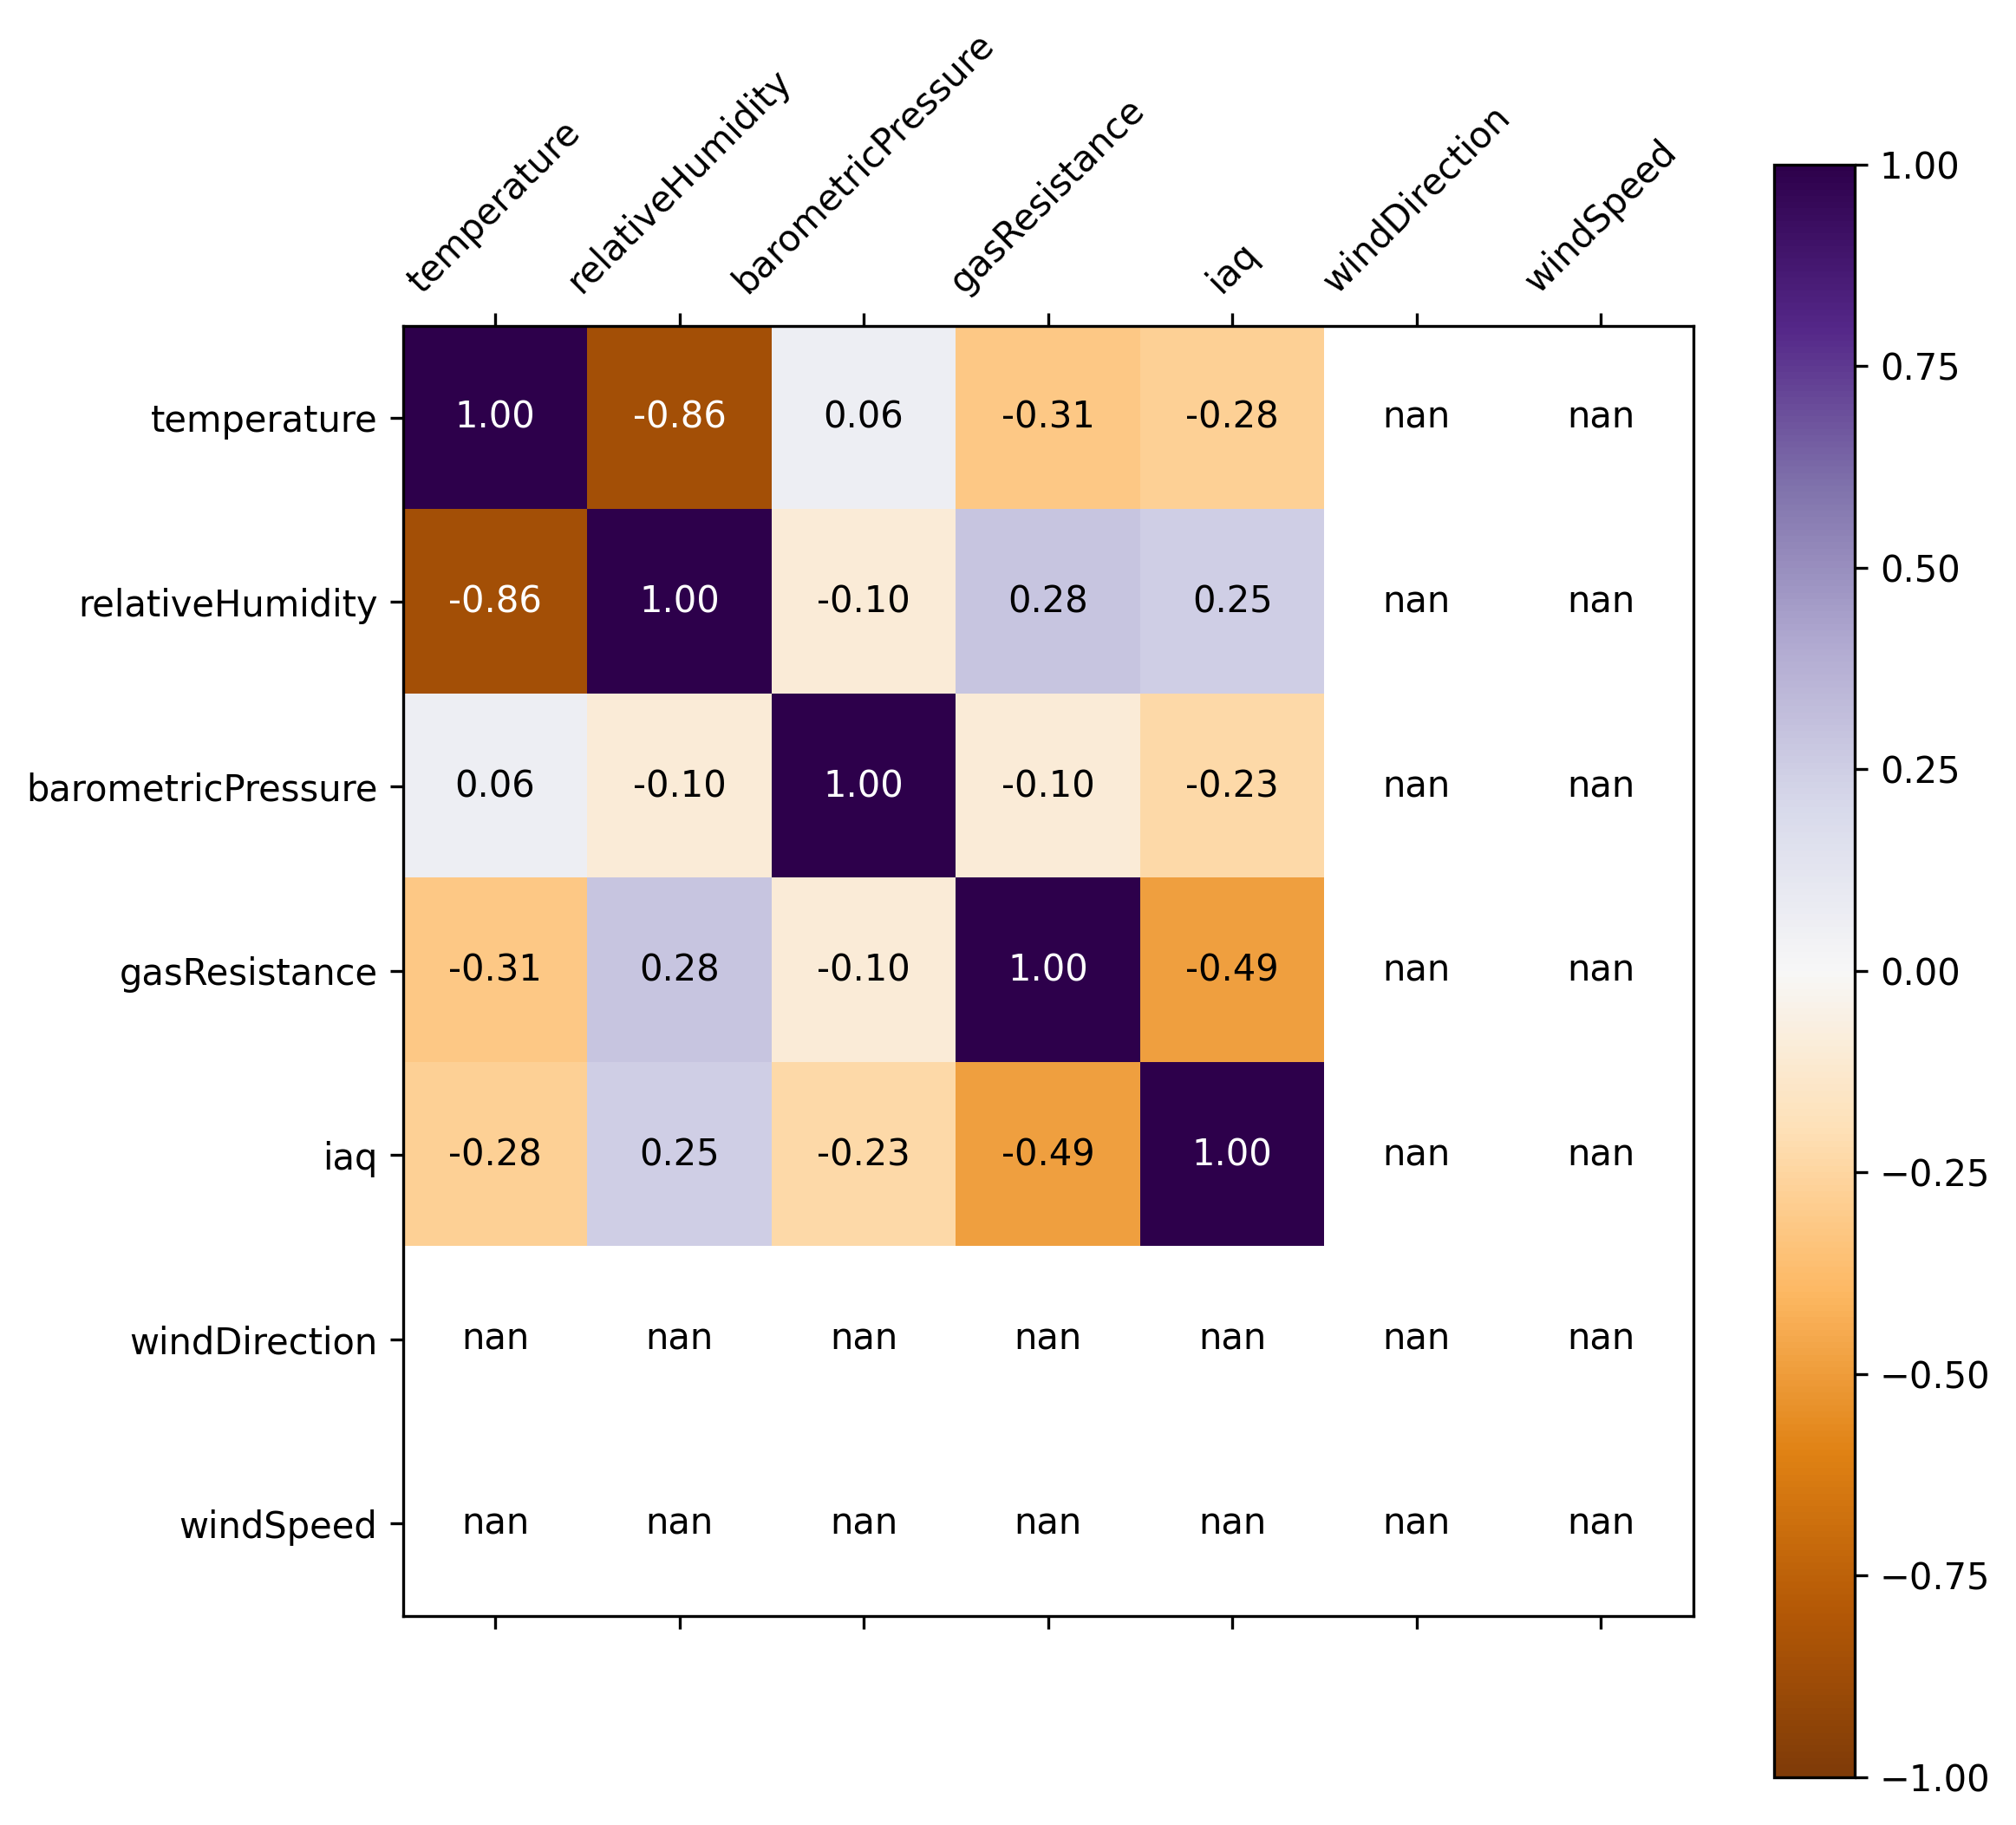 temperature
relativeHumidity
barometricPressure
gasResistance
iaq
windDirection
windSpeed
temperature 1.00 -0.86 0.06 -0.31 -0.28 nan nan
relativeHumidity -0.86 1.00 -0.10 0.28 0.25 nan nan
barometricPressure 0.06 -0.10 1.00 -0.10 -0.23 nan nan
gasResistance -0.31 0.28 -0.10 1.00 -0.49 nan nan
iaq -0.28 0.25 -0.23 -0.49 1.00 nan nan
windDirection nan nan nan nan nan nan nan
windSpeed nan nan nan nan nan nan nan
1.00
0.75
0.50
0.25
0.00
−0.25
−0.50
−0.75
−1.00